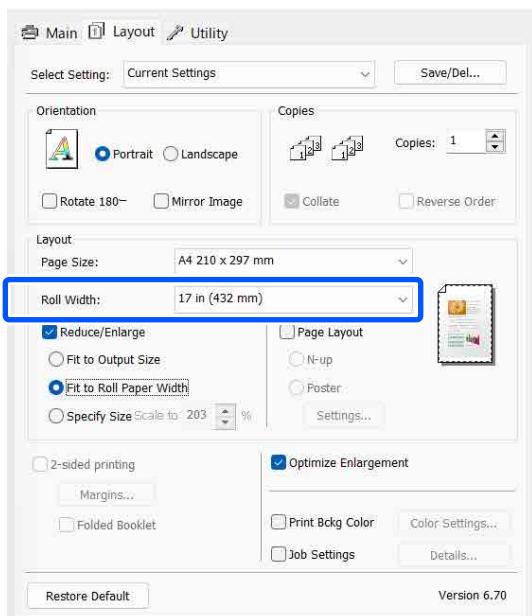 Main Layout Utility
Select Setting: Current Settings Save/Del...
Orientation
Portrait Landscape
Rotate 180°
Mirror Image
Copies
Copies: 1
Collate Reverse Order
Layout
Page Size: A4 210 x 297 mm
Roll Width: 17 in (432 mm)
Reduce/Enlarge
Fit to Output Size
Fit to Roll Paper Width
Specify Size Scale to 203 %
Page Layout
N-up
Poster
Settings...
2-sided printing
Margins...
Folded Booklet
Optimize Enlargement
Print Bckg Color Color Settings...
Job Settings Details...
Restore Default Version 6.70